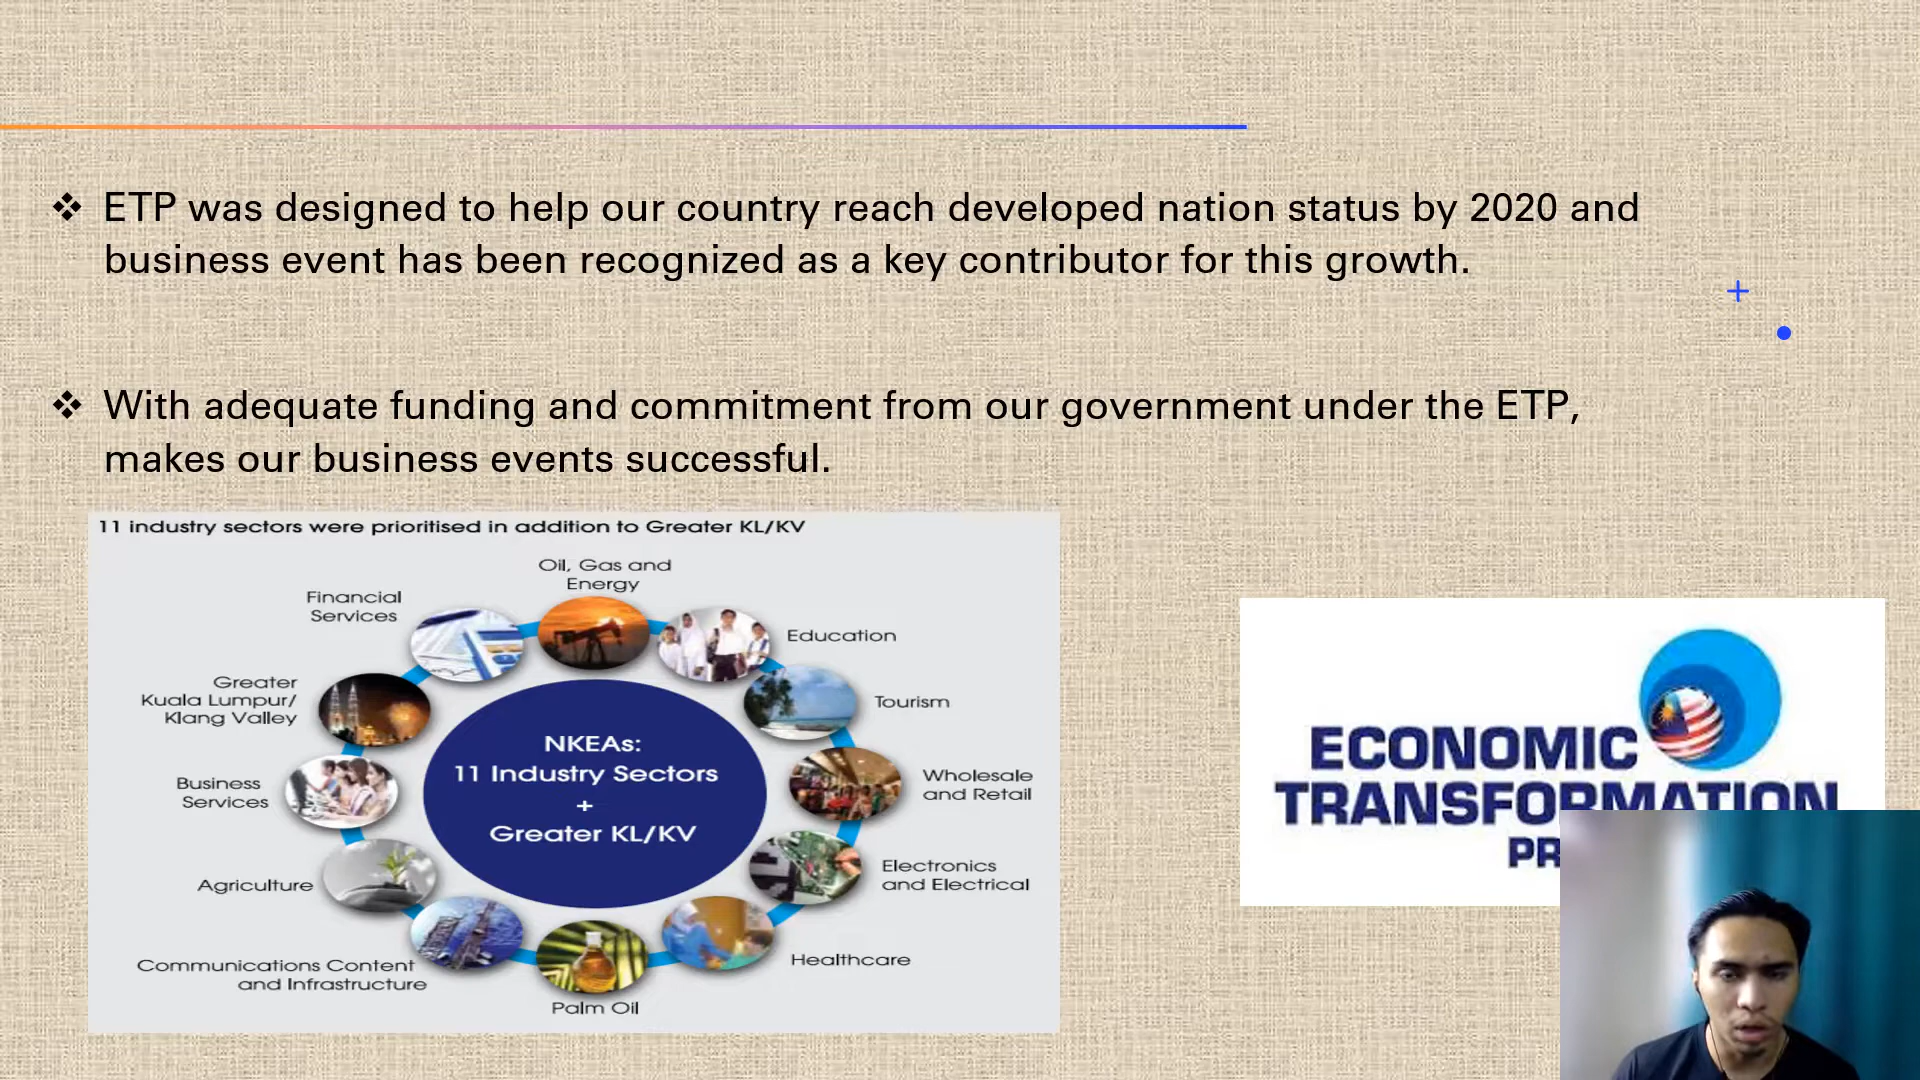 ❖ ETP was designed to help our country reach developed nation status by 2020 and
business event has been recognized as a key contributor for this growth.
❖ With adequate funding and commitment from our government under the ETP,
makes our business events successful.
11 industry sectors were prioritised in addition to Greater KL/KV
Oil, Gas and
Energy
Financial
Services
Education
Greater
Kuala Lumpur/
Klang Valley
Tourism
NKEAs:
11 Industry Sectors
+
Greater KL/KV
Business
Services
Wholesale
and Retail
Agriculture
Electronics
and Electrical
Communications Content
and Infrastructure
Healthcare
Palm Oil
ECONOMIC
TRANSFORMATION